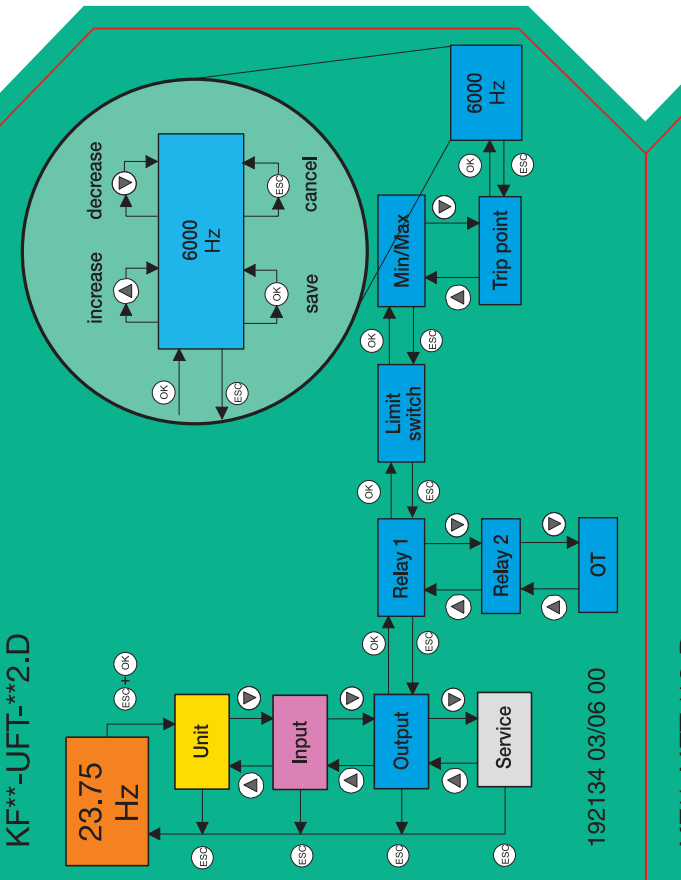 KF**-UFT-**2.D
23.75
Hz
ESC + OK
increase
decrease
OK
ESC
6000
Hz
OK
ESC
save
cancel
Unit
ESC
Input
ESC
Output
ESC
OK
ESC
Relay 1
OK
ESC
Limit
switch
OK
ESC
Min/Max
Service
ESC
Relay 2
Trip point
OK
ESC
6000
Hz
OT
192134 03/06 00